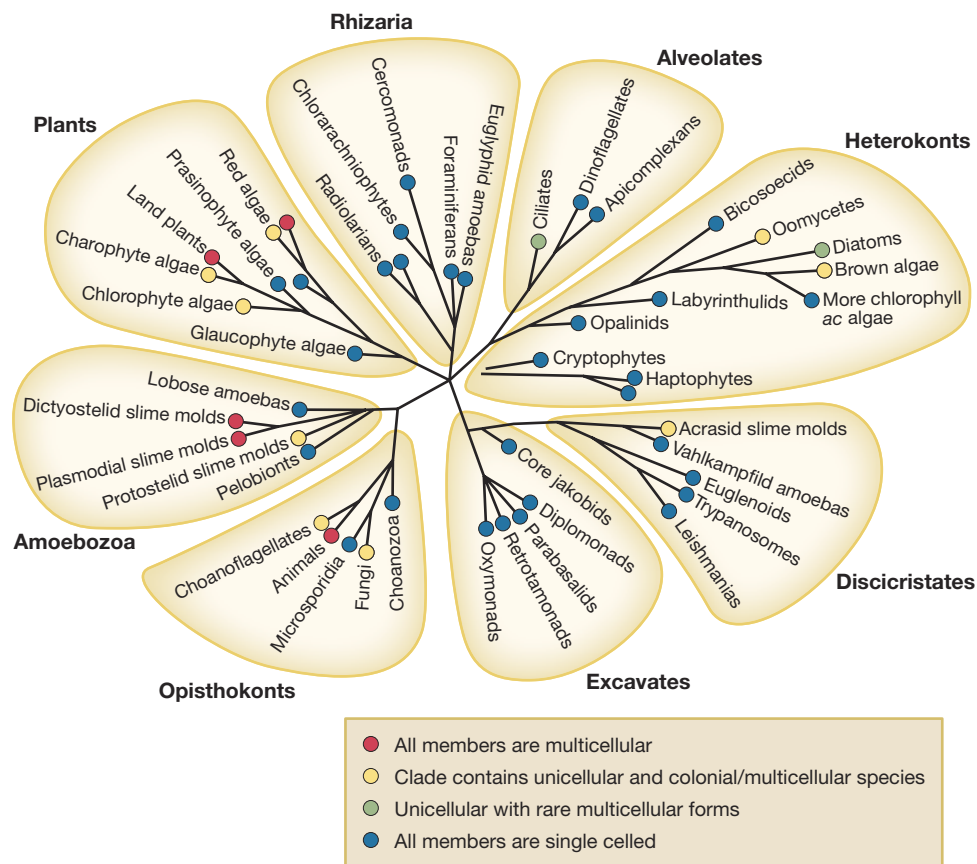 Rhizaria
Alveolates
Plants
Heterokonts
Red algae
Prasinophyte algae
Land plants
Charophyte algae
Chlorophyte algae
Glaucophyte algae
Radiolarians
Chlorarachniophytes
Cercomonads
Foraminiferans
Euglyphid amoebas
Ciliates
Dinoflagellates
Apicomplexans
Bicosoecids
Oomycetes
Diatoms
Brown algae
More chlorophyll
ac algae
Labyrinthulids
Opalinids
Cryptophytes
Haptophytes
Lobose amoebas
Dictyostelid slime molds
Plasmodial slime molds
Protostelid slime molds
Pelobionts
Amoebozoa
Choanoflagellates
Animals
Microsporidia
Fungi
Choanozoa
Opisthokonts
Core jakobids
Diplomonads
Parabasalids
Retrotamonads
Oxymonads
Excavates
Acrasid slime molds
Vahlkampfild amoebas
Euglenoids
Trypanosomes
Leishmanias
Discicristates
All members are multicellular
Clade contains unicellular and colonial/multicellular species
Unicellular with rare multicellular forms
All members are single celled